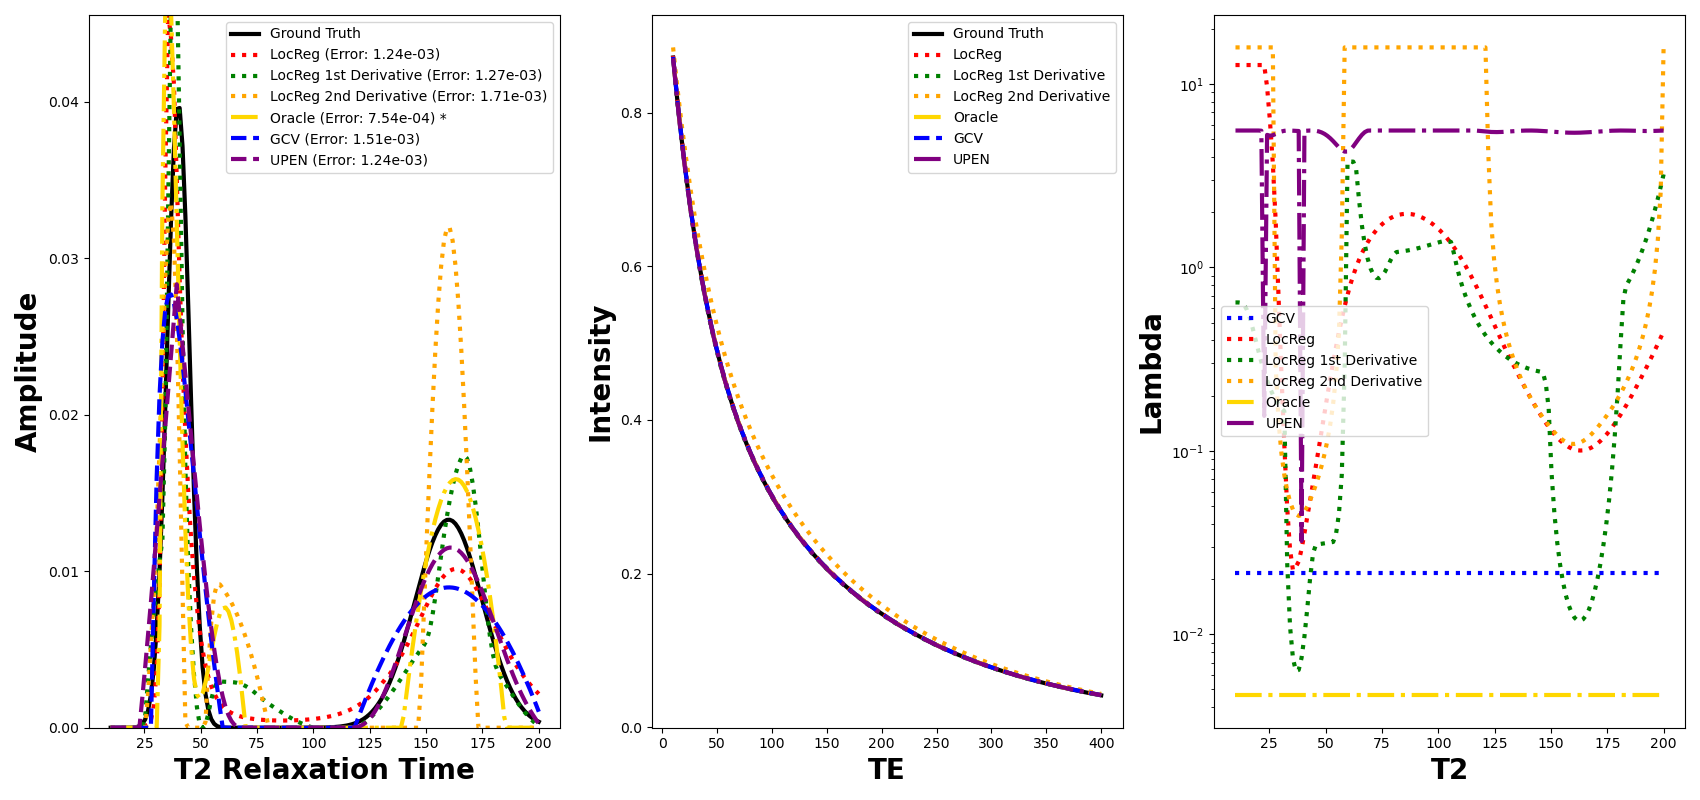 Ground Truth
LocReg (Error: 1.24e-03)
LocReg 1st Derivative (Error: 1.27e-03)
LocReg 2nd Derivative (Error: 1.71e-03)
Oracle (Error: 7.54e-04) *
GCV (Error: 1.51e-03)
UPEN (Error: 1.24e-03)
0.04
0.03
0.02
0.01
0.00
Amplitude
25 50 75 100 125 150 175 200
T2 Relaxation Time
Ground Truth
LocReg
LocReg 1st Derivative
LocReg 2nd Derivative
Oracle
GCV
UPEN
0.8
0.6
0.4
0.2
0.0
Intensity
0 50 100 150 200 250 300 350 400
TE
10¹
10⁰
10⁻¹
10⁻²
Lambda
GCV
LocReg
LocReg 1st Derivative
LocReg 2nd Derivative
Oracle
UPEN
25 50 75 100 125 150 175 200
T2